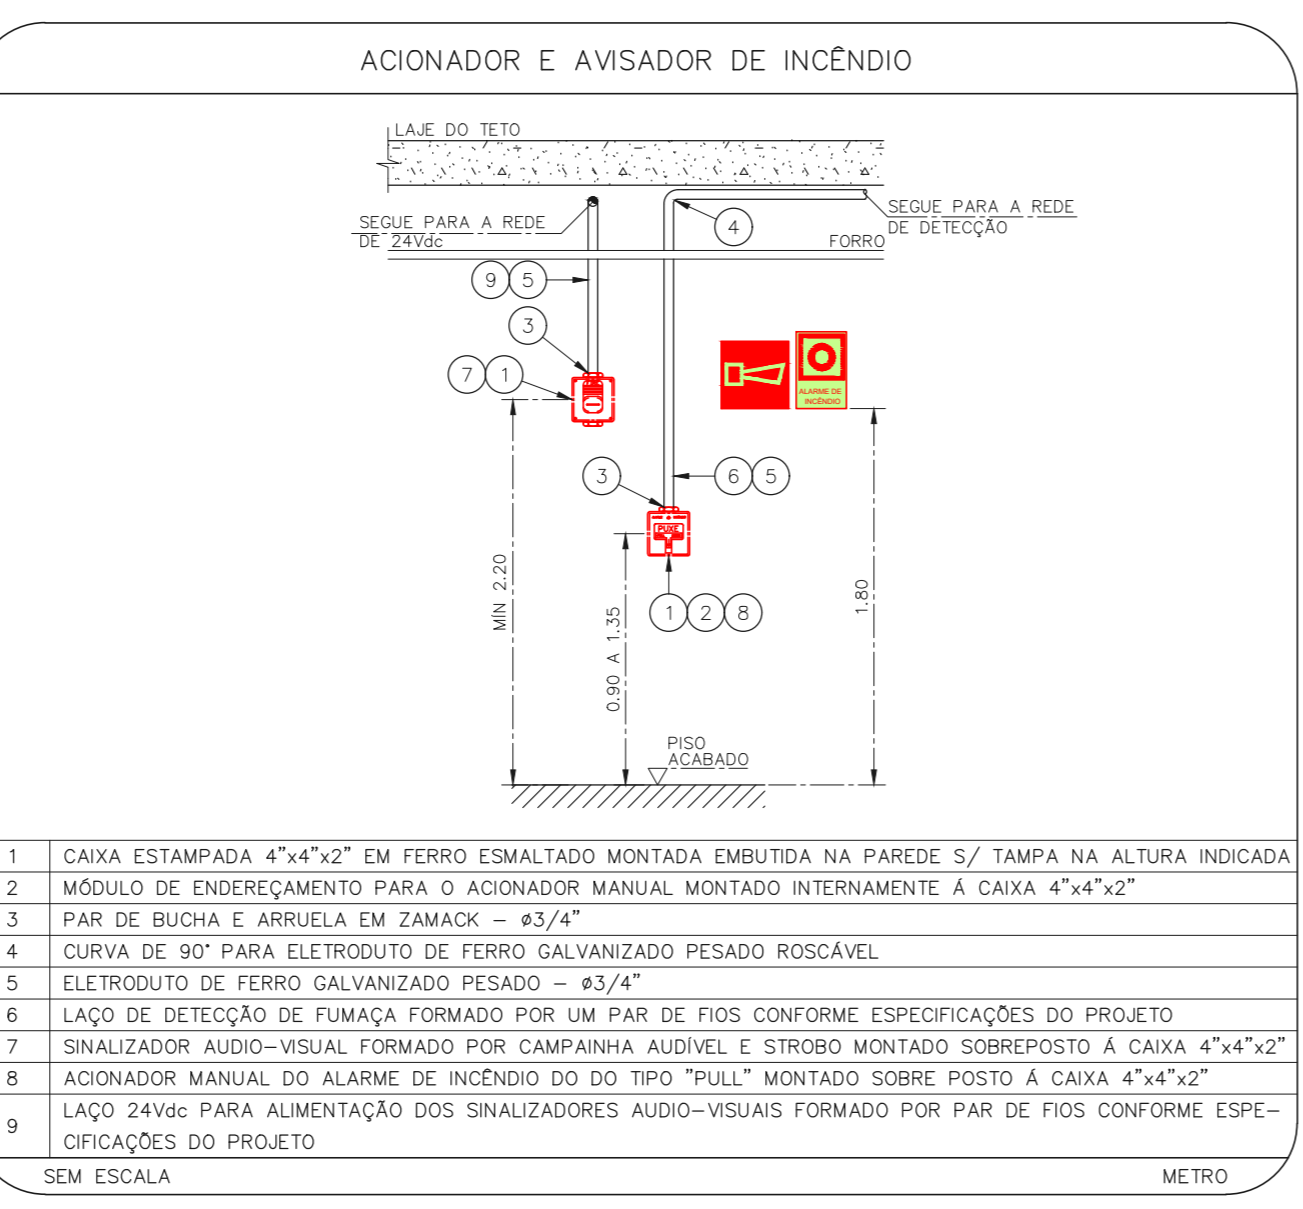 ACIONADOR E AVISADOR DE INCÊNDIO
LAJE DO TETO
SEGUE PARA A REDE
DE 24Vdc
4
SEGUE PARA A REDE
DE DETECÇÃO
FORRO
9 5
3
7 1
ALARME DE
INCÊNDIO
3
6 5
PUXE
1 2 8
MÍN 2.20
0.90 A 1.35
1.80
PISO
ACABADO
1 CAIXA ESTAMPADA 4"x4"x2" EM FERRO ESMALTADO MONTADA EMBUTIDA NA PAREDE S/ TAMPA NA ALTURA INDICADA
2 MÓDULO DE ENDEREÇAMENTO PARA O ACIONADOR MANUAL MONTADO INTERNAMENTE Á CAIXA 4"x4"x2"
3 PAR DE BUCHA E ARRUELA EM ZAMACK – ø3/4"
4 CURVA DE 90° PARA ELETRODUTO DE FERRO GALVANIZADO PESADO ROSCÁVEL
5 ELETRODUTO DE FERRO GALVANIZADO PESADO – ø3/4"
6 LAÇO DE DETECÇÃO DE FUMAÇA FORMADO POR UM PAR DE FIOS CONFORME ESPECIFICAÇÕES DO PROJETO
7 SINALIZADOR AUDIO–VISUAL FORMADO POR CAMPAINHA AUDÍVEL E STROBO MONTADO SOBREPOSTO Á CAIXA 4"x4"x2"
8 ACIONADOR MANUAL DO ALARME DE INCÊNDIO DO DO TIPO "PULL" MONTADO SOBRE POSTO Á CAIXA 4"x4"x2"
9 LAÇO 24Vdc PARA ALIMENTAÇÃO DOS SINALIZADORES AUDIO–VISUAIS FORMADO POR PAR DE FIOS CONFORME ESPE–
CIFICAÇÕES DO PROJETO
SEM ESCALA
METRO